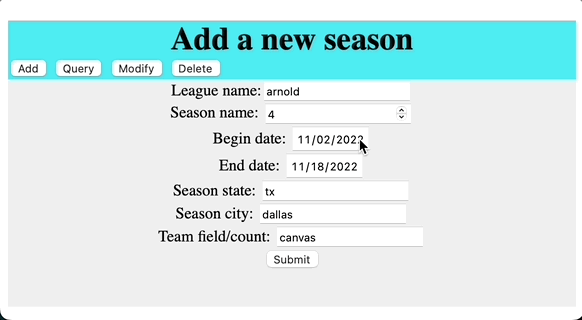 Add a new season
Add Query Modify Delete
League name: arnold
Season name: 4
Begin date: 11/02/2022
End date: 11/18/2022
Season state: tx
Season city: dallas
Team field/count: canvas
Submit